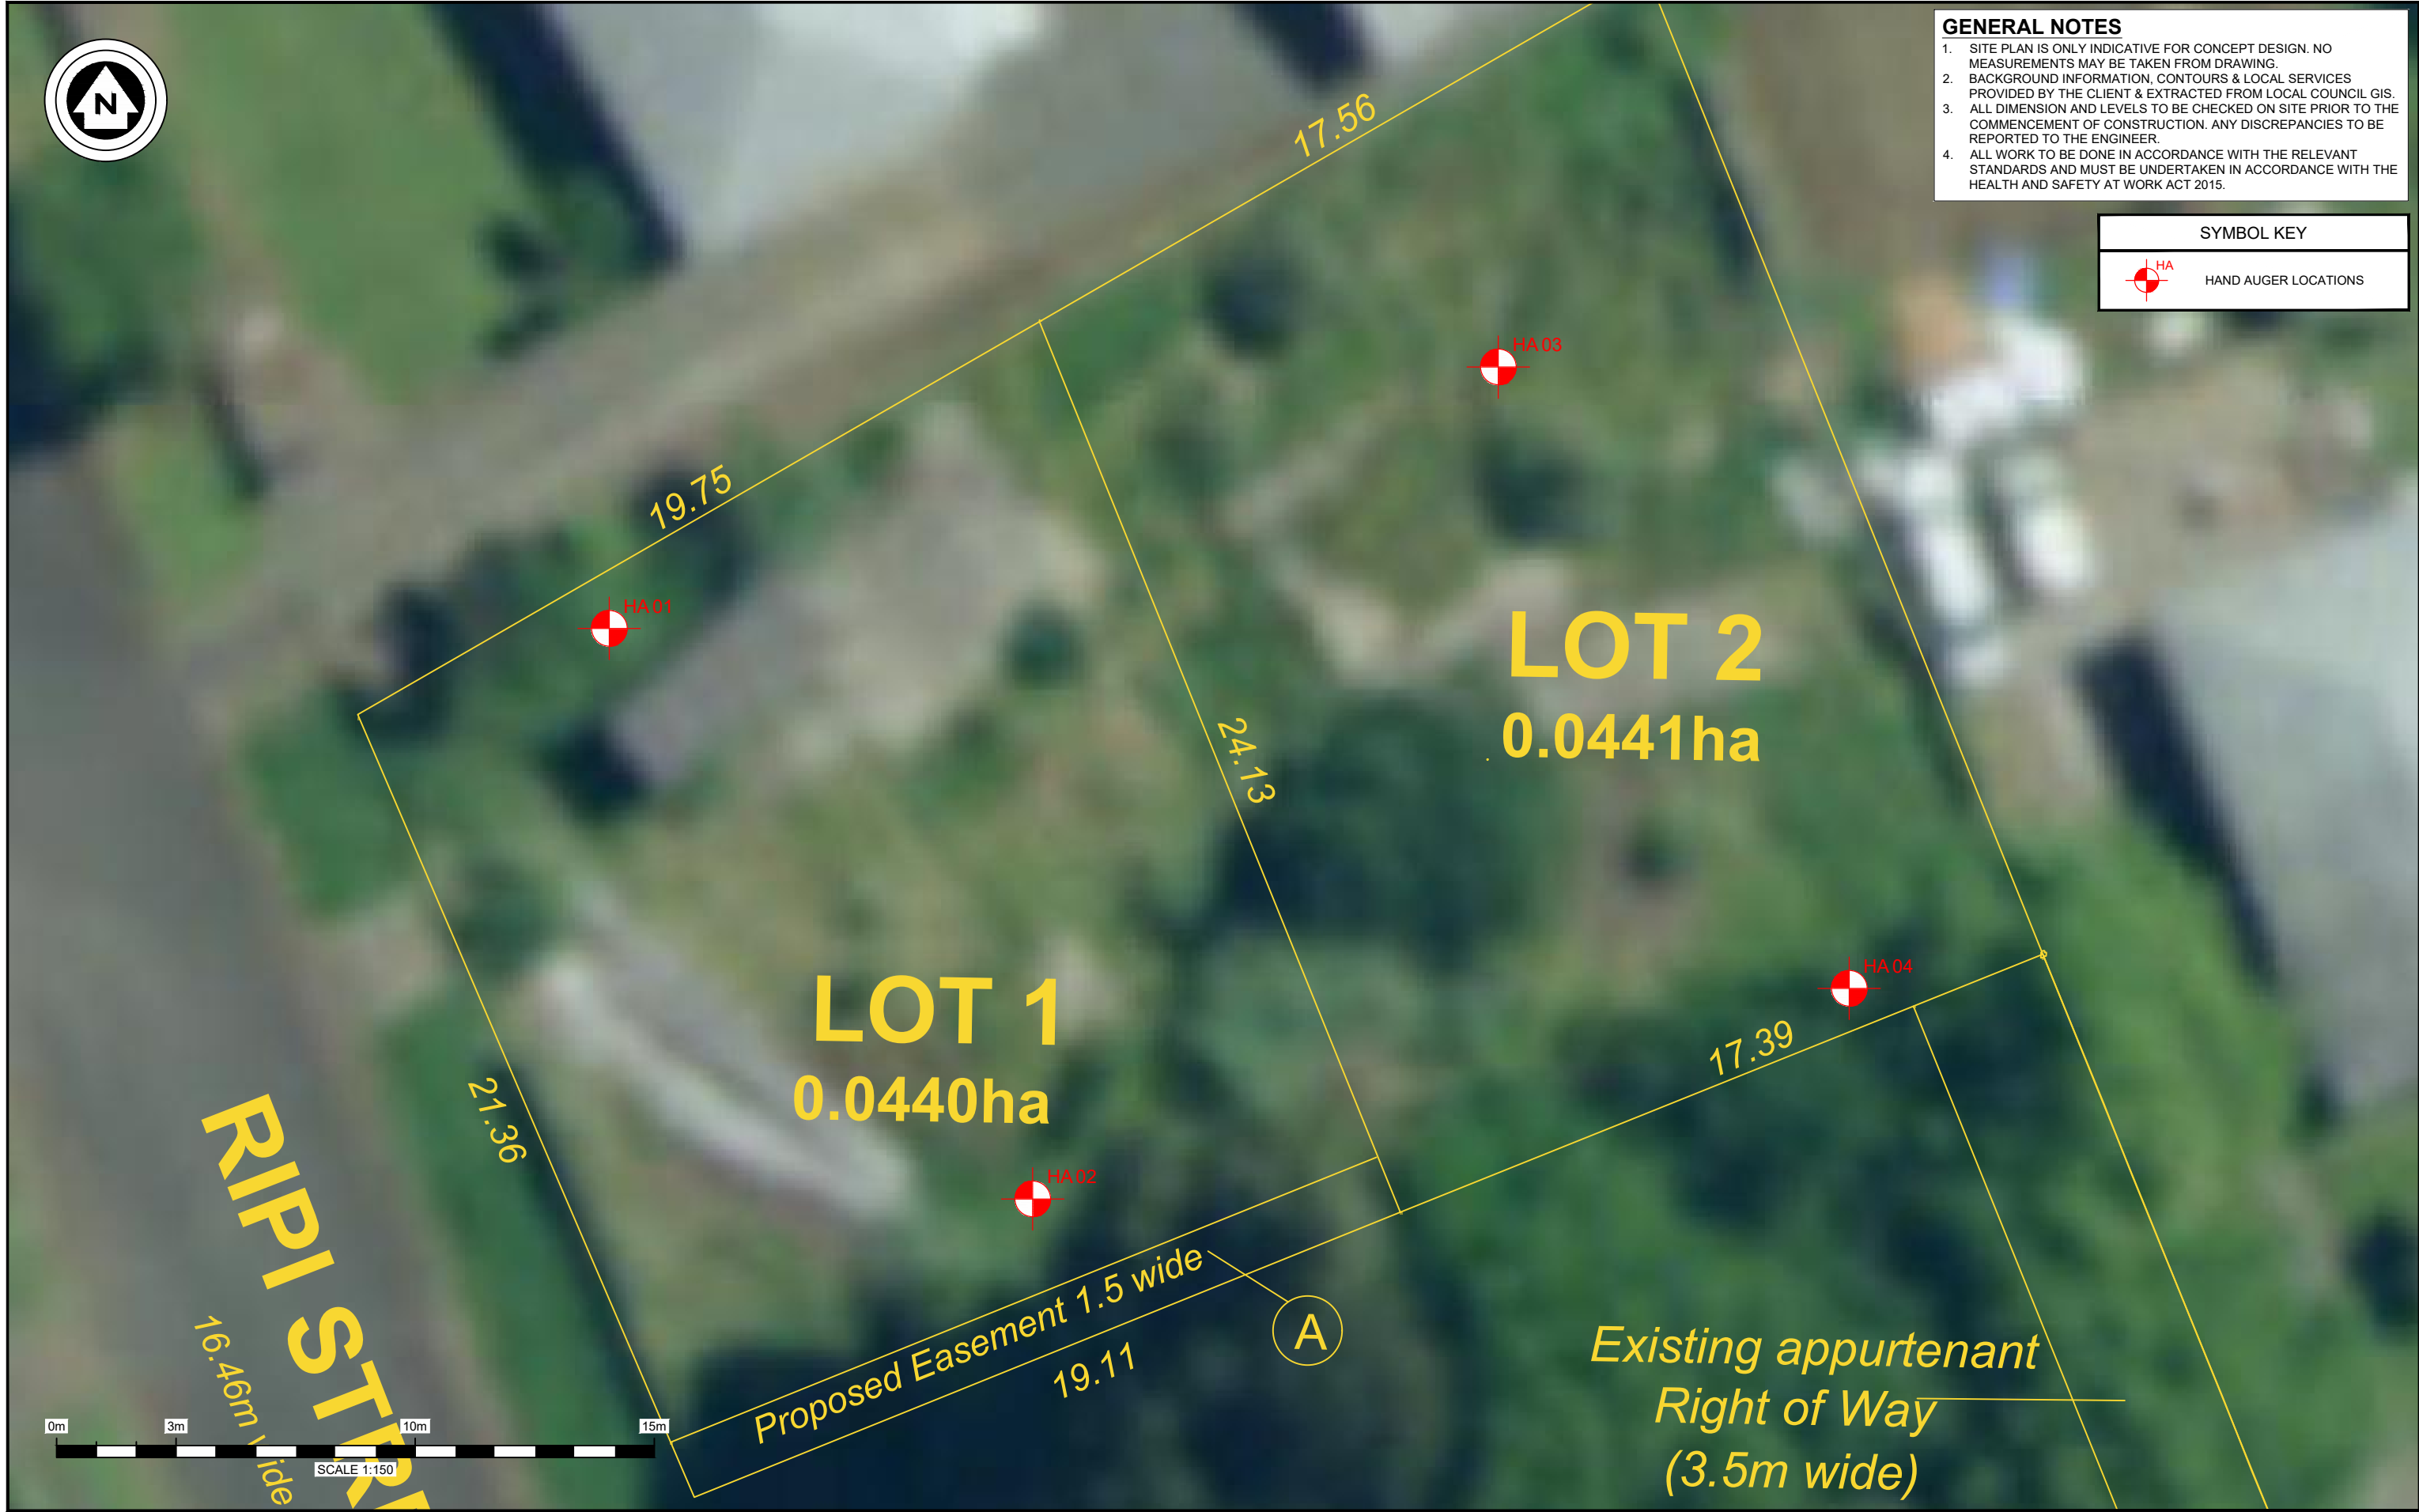 N
GENERAL NOTES
1. SITE PLAN IS ONLY INDICATIVE FOR CONCEPT DESIGN. NO
MEASUREMENTS MAY BE TAKEN FROM DRAWING.
2. BACKGROUND INFORMATION, CONTOURS & LOCAL SERVICES
PROVIDED BY THE CLIENT & EXTRACTED FROM LOCAL COUNCIL GIS.
3. ALL DIMENSION AND LEVELS TO BE CHECKED ON SITE PRIOR TO THE
COMMENCEMENT OF CONSTRUCTION. ANY DISCREPANCIES TO BE
REPORTED TO THE ENGINEER.
4. ALL WORK TO BE DONE IN ACCORDANCE WITH THE RELEVANT
STANDARDS AND MUST BE UNDERTAKEN IN ACCORDANCE WITH THE
HEALTH AND SAFETY AT WORK ACT 2015.
SYMBOL KEY
HA
HAND AUGER LOCATIONS
17.56
HA 03
19.75
HA 01
LOT 2
0.0441ha
24.13
HA 04
LOT 1
0.0440ha
17.39
21.36
HA 02
RIPI
16.46m
Proposed Easement 1.5 wide
A
19.11
Existing appurtenant
Right of Way
(3.5m wide)
0m 3m 10m 15m
SCALE 1:150